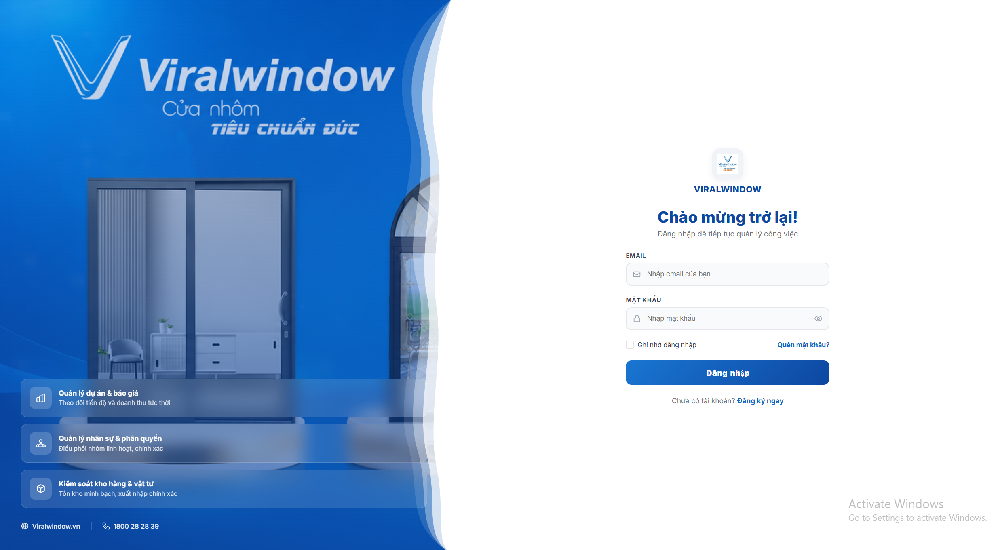 Viralwindow
Cửa nhôm
TIÊU CHUẨN ĐỨC
Quản lý dự án & báo giá
Theo dõi tiến độ và doanh thu tức thời
Quản lý nhân sự & phân quyền
Điều phối nhóm linh hoạt, chính xác
Kiểm soát kho hàng & vật tư
Tồn kho minh bạch, xuất nhập chính xác
Viralwindow.vn | 1800 28 28 39
Viralwindow
TIÊU CHUẨN ĐỨC
VIRALWINDOW
Chào mừng trở lại!
Đăng nhập để tiếp tục quản lý công việc
EMAIL
Nhập email của bạn
MẬT KHẨU
Nhập mật khẩu
Ghi nhớ đăng nhập Quên mật khẩu?
Đăng nhập
Chưa có tài khoản? Đăng ký ngay
Activate Windows
Go to Settings to activate Windows.